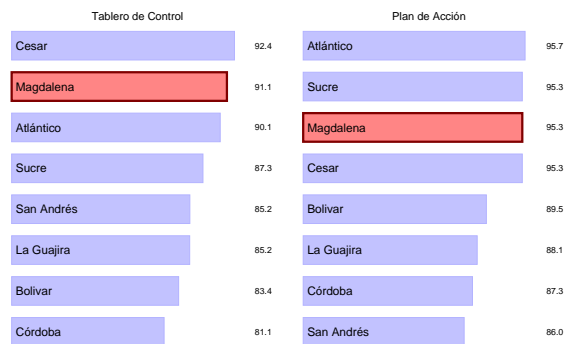 Tablero de Control
Cesar 92.4
Magdalena 91.1
Atlántico 90.1
Sucre 87.3
San Andrés 85.2
La Guajira 85.2
Bolivar 83.4
Córdoba 81.1
Plan de Acción
Atlántico 95.7
Sucre 95.3
Magdalena 95.3
Cesar 95.3
Bolivar 89.5
La Guajira 88.1
Córdoba 87.3
San Andrés 86.0